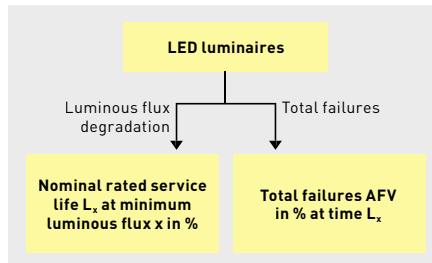 LED luminaires
Luminous flux
degradation
Total failures
Nominal rated service
life Lₓ at minimum
luminous flux x in %
Total failures AFV
in % at time Lₓ